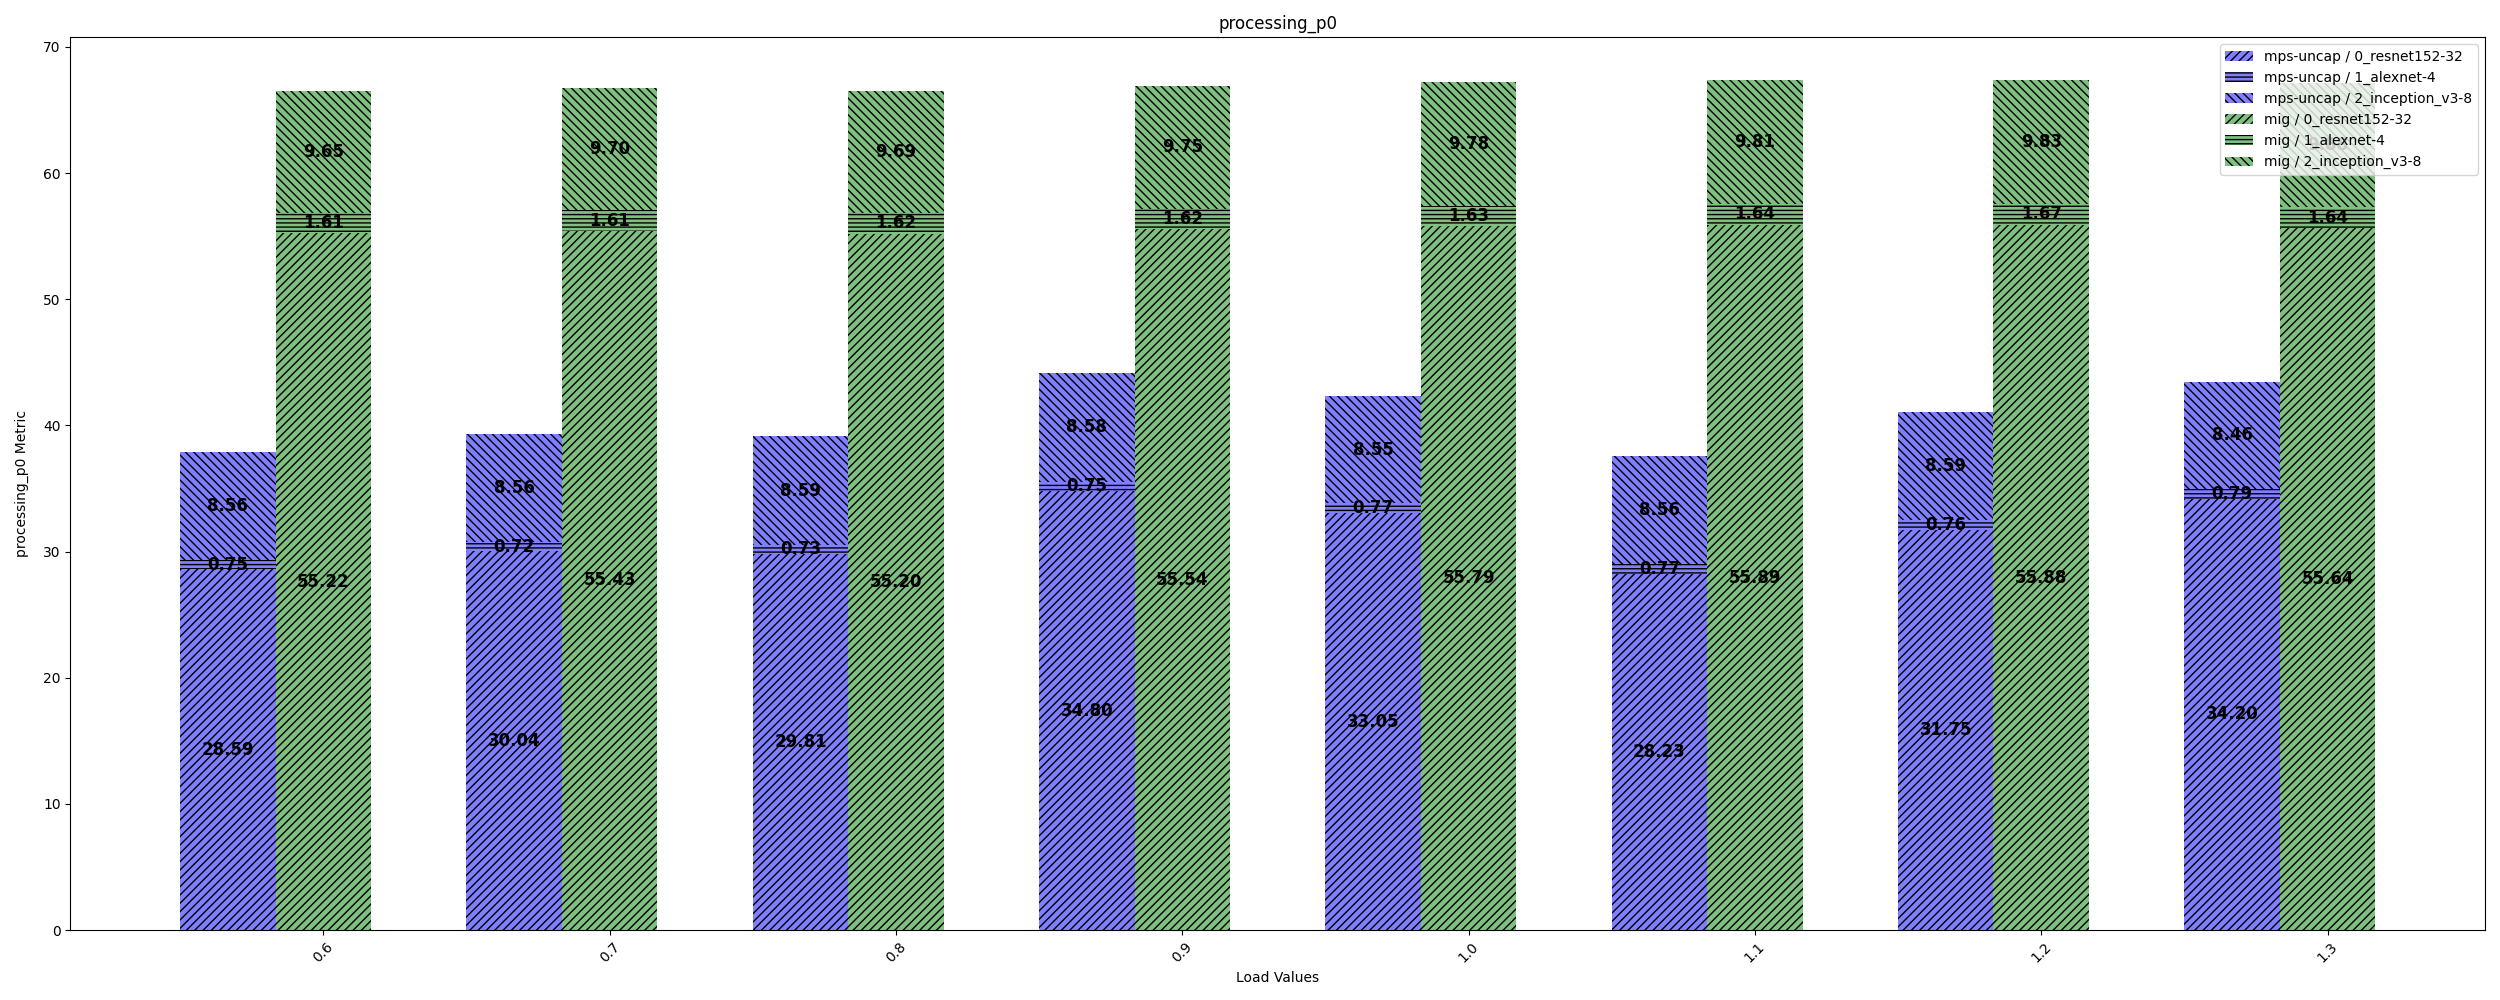 processing_p0
processing_p0 Metric
70
60
50
40
30
20
10
0
mps-uncap / 0_resnet152-32
mps-uncap / 1_alexnet-4
mps-uncap / 2_inception_v3-8
mig / 0_resnet152-32
mig / 1_alexnet-4
mig / 2_inception_v3-8
9.65 9.70 9.69 9.75 9.78 9.81 9.83
1.61 1.61 1.62 1.62 1.63 1.64 1.67 1.64
8.56 8.56 8.59 8.58 8.55 8.56 8.59 8.46
0.75 0.72 0.73 0.75 0.77 0.77 0.76 0.79
55.22 55.43 55.20 55.54 55.79 55.89 55.88 55.64
28.59 30.04 29.81 34.80 33.05 28.23 31.75 34.20
0.6 0.7 0.8 0.9 1.0 1.1 1.2 1.3
Load Values